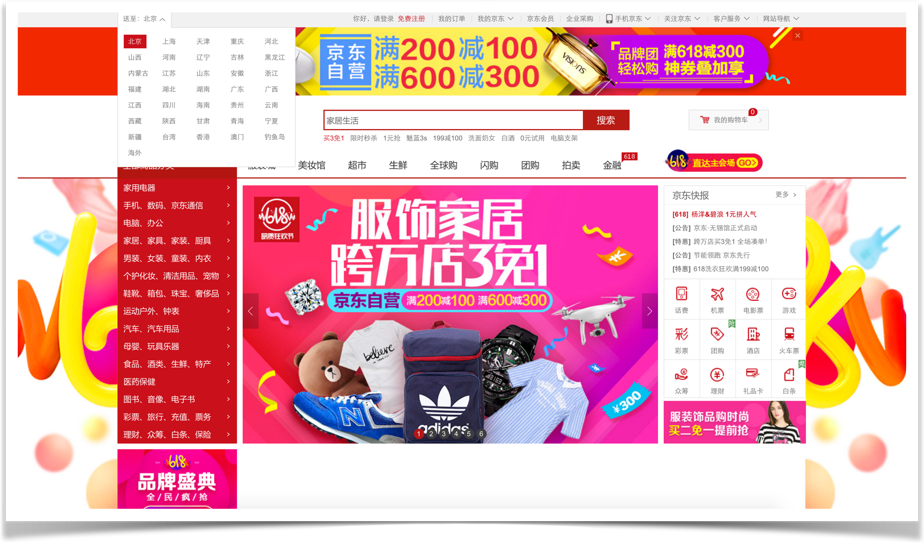 送至：北京
你好，请登录 免费注册 我的订单 我的京东 京东会员 企业采购 手机京东 关注京东 客户服务 网站导航
北京 上海 天津 重庆 河北
山西 河南 辽宁 吉林 黑龙江
内蒙古 江苏 山东 安徽 浙江
福建 湖北 湖南 广东 广西
江西 四川 海南 贵州 云南
西藏 陕西 甘肃 青海 宁夏
新疆 台湾 香港 澳门 钓鱼岛
海外
京东自营
满200减100
满600减300
VISIONS
品牌团 满618减300
轻松购 神券叠加享
家居生活 搜索
我的购物车 0
买3免1 限时秒杀 1元抢 魅蓝3s 199减100 洗面奶女 白酒 0元试用 电脑支架
美妆馆 超市 生鲜 全球购 闪购 团购 拍卖 金融
618
618 直达主会场 GO
家用电器
手机、数码、京东通信
电脑、办公
家居、家具、家装、厨具
男装、女装、童装、内衣
个护化妆、清洁用品、宠物
鞋靴、箱包、珠宝、奢侈品
运动户外、钟表
汽车、汽车用品
母婴、玩具乐器
食品、酒类、生鲜、特产
医药保健
图书、音像、电子书
彩票、旅行、充值、票务
理财、众筹、白条、保险
618
品质狂欢节
服饰家居
跨万店3免1
京东自营 满200减100 满600减300
believe
N
adidas
¥300
1 2 3 4 5 6
京东快报 更多
[618] 杨洋&碧浪 1元拼人气
[公告] 京东·无锡馆正式启动
[特惠] 跨万店买3免1 全场凑单！
[公告] 节能领跑 京东先行
[特惠] 618洗衣狂欢满199减100
话费 机票 电影票 游戏
彩票 团购 酒店 火车票
众筹 理财 礼品卡 白条
服装饰品购时尚
买二免一提前抢
618
品牌盛典
全/民/疯/抢